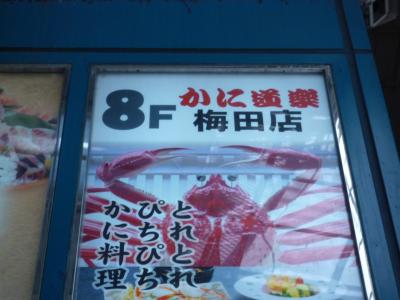 8F
かに道楽
梅田店
とれとれ
ぴちぴち
かに料理